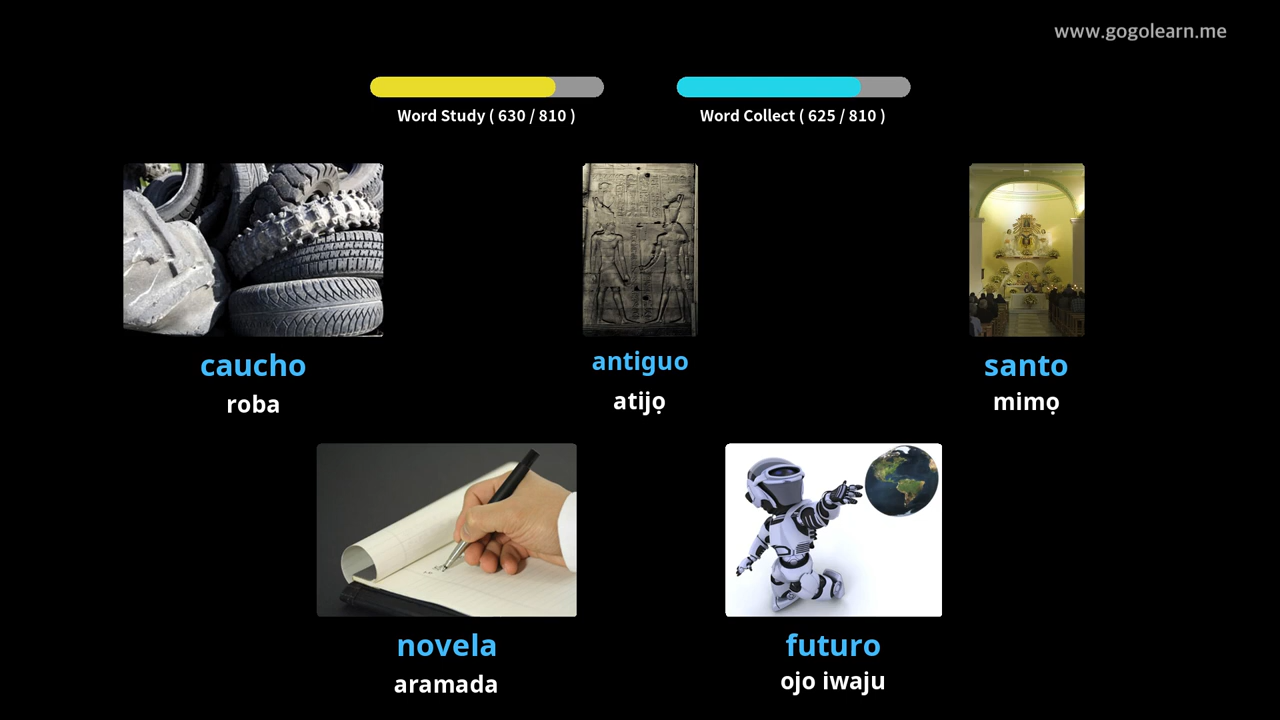 www.gogolearn.me
Word Study ( 630 / 810 )
Word Collect ( 625 / 810 )
caucho
roba
antiguo
atijọ
santo
mimọ
novela
aramada
futuro
ojo iwaju